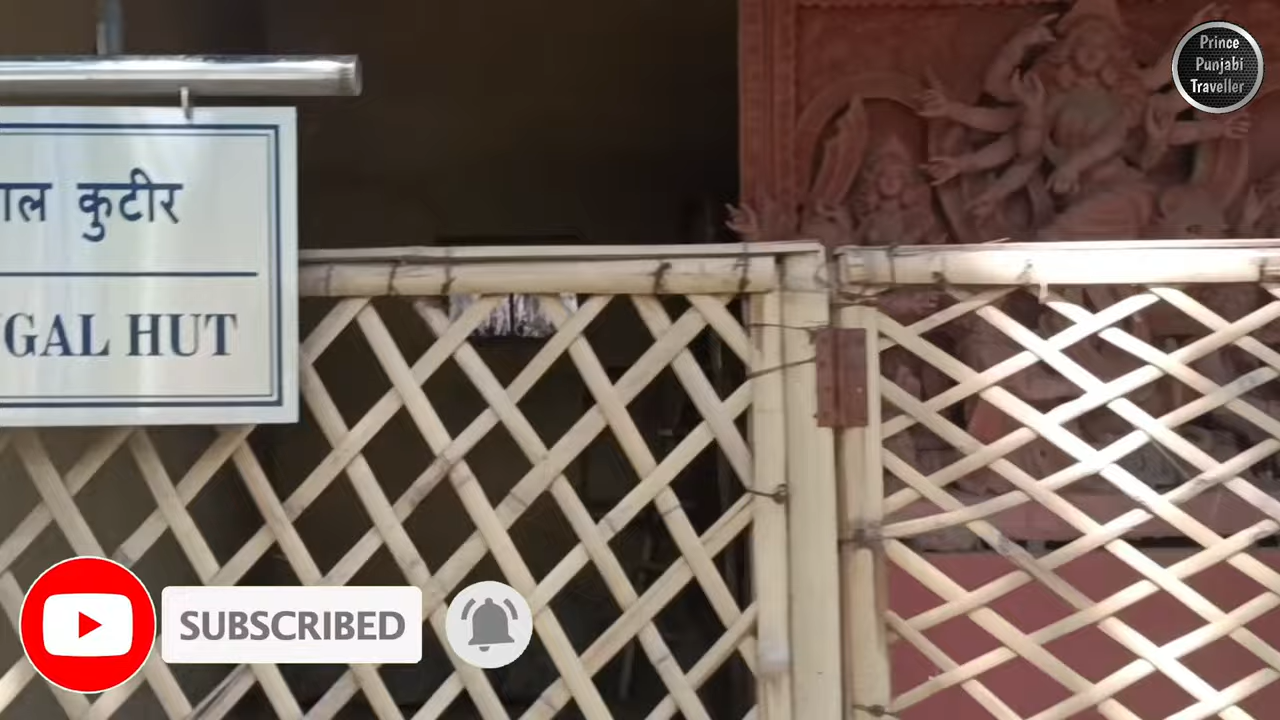 ाल कुटीर
GAL HUT
Prince
Punjabi
Traveller
SUBSCRIBED